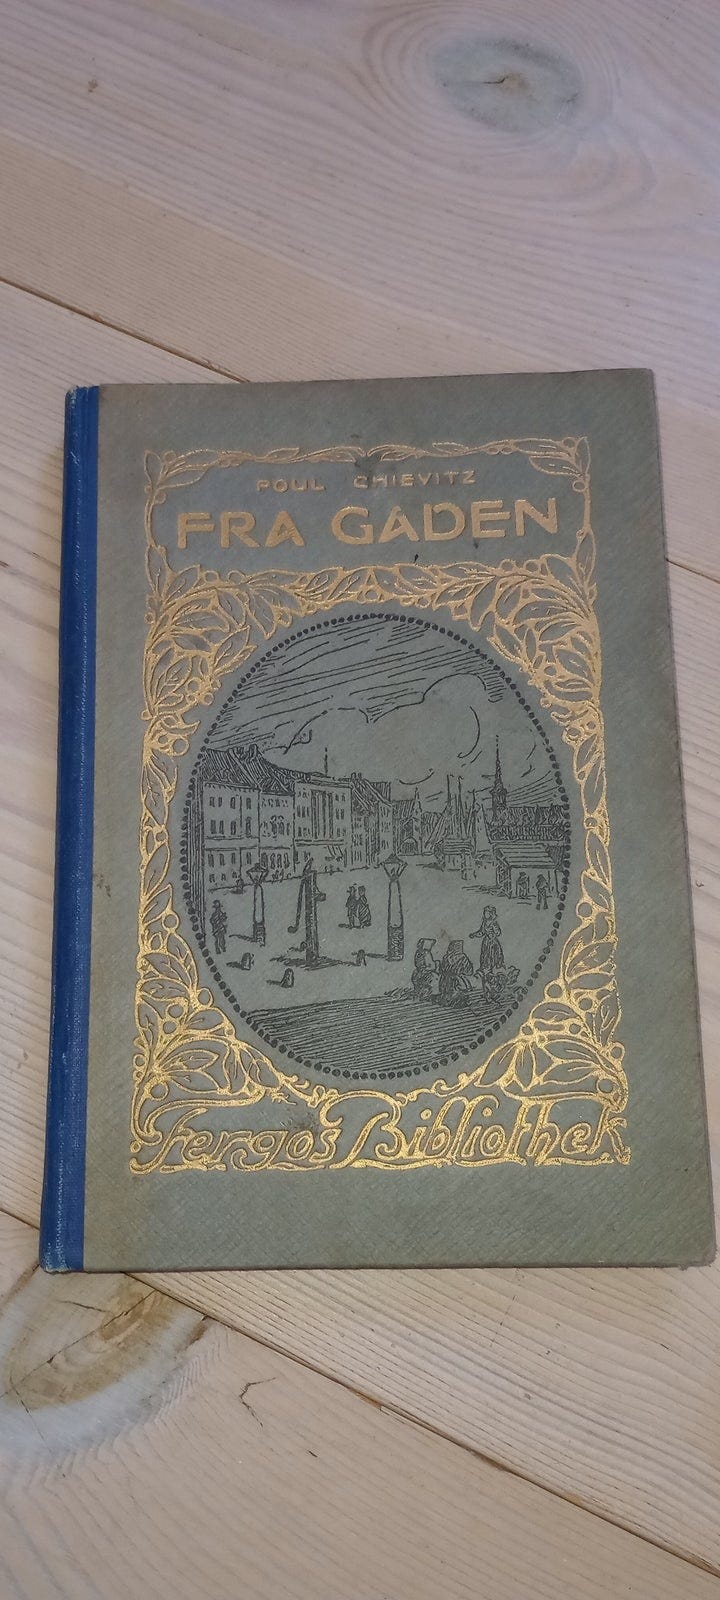 POUL CHIEVITZ
FRA GADEN
Fergos Bibliothek